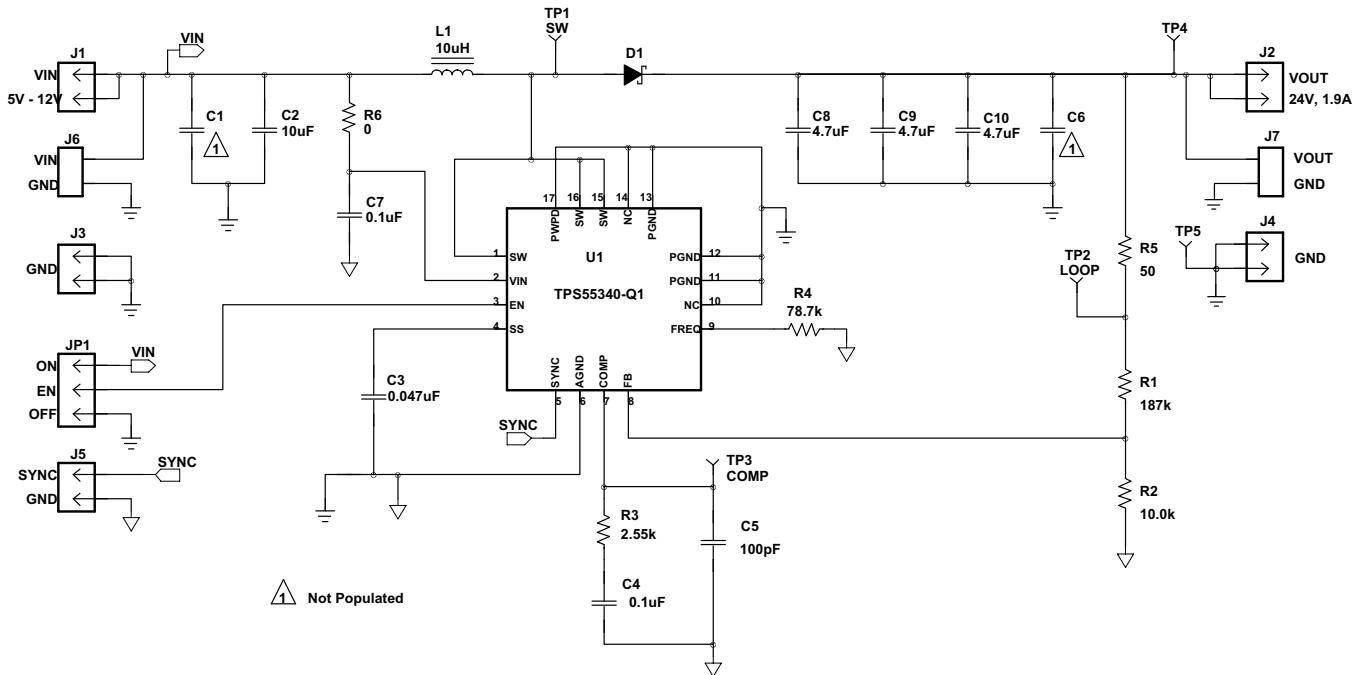 TP1
SW
TP4
J1
VIN
5V - 12V
VIN
L1
10uH
D1
J2
VOUT
24V, 1.9A
C1
1
C2
10uF
R6
0
C8
4.7uF
C9
4.7uF
C10
4.7uF
C6
1
J6
VIN
GND
J7
VOUT
GND
C7
0.1uF
17
16
15
14
13
PWPD
SW
SW
NC
PGND
U1
TPS55340-Q1
1
SW
2
VIN
3
EN
4
SS
PGND
12
PGND
11
NC
10
FREQ
9
SYNC
AGND
COMP
FB
5
6
7
8
J3
GND
R4
78.7k
TP2
LOOP
R5
50
TP5
J4
GND
JP1
ON
EN
OFF
VIN
C3
0.047uF
R1
187k
SYNC
J5
SYNC
GND
SYNC
TP3
COMP
R2
10.0k
R3
2.55k
C5
100pF
C4
0.1uF
1
Not Populated